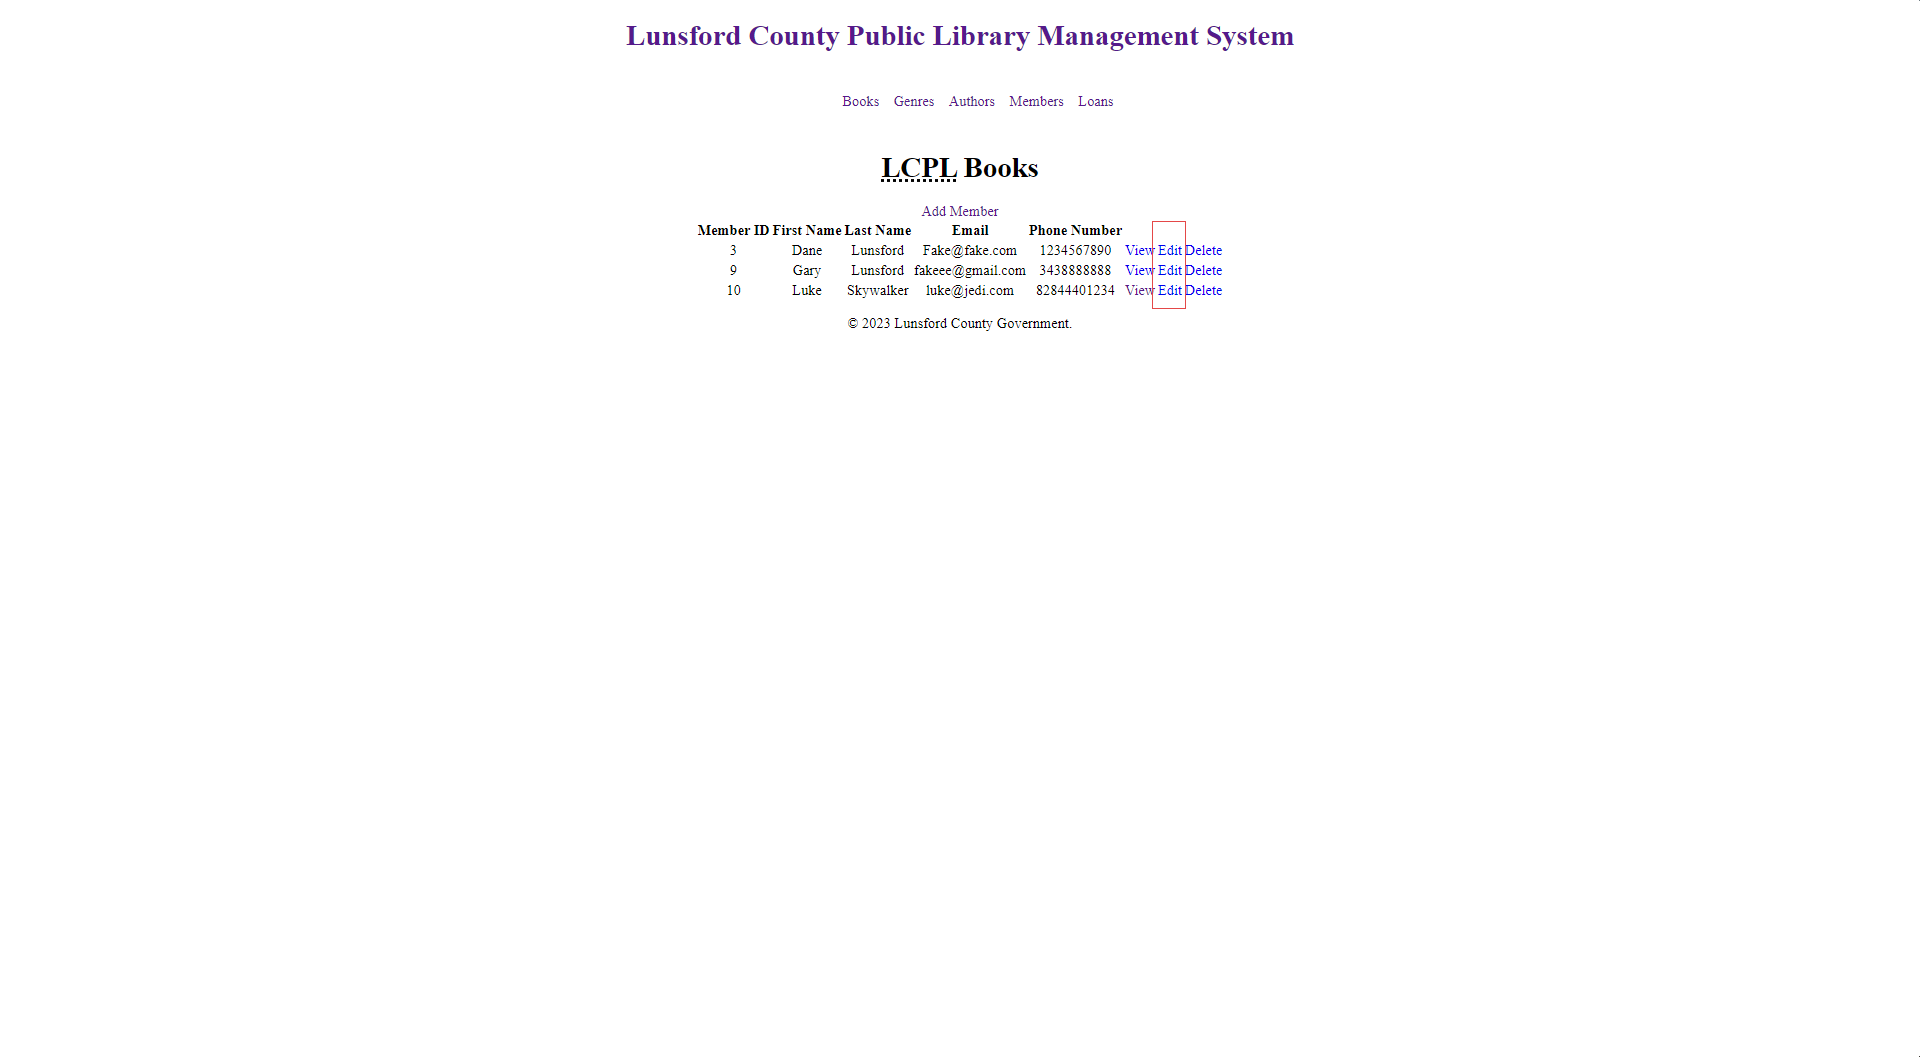 Lunsford County Public Library Management System
Books Genres Authors Members Loans
LCPL Books
Add Member
Member ID First Name Last Name Email Phone Number
3 Dane Lunsford Fake@fake.com 1234567890 View Edit Delete
9 Gary Lunsford fakeee@gmail.com 3438888888 View Edit Delete
10 Luke Skywalker luke@jedi.com 82844401234 View Edit Delete
© 2023 Lunsford County Government.